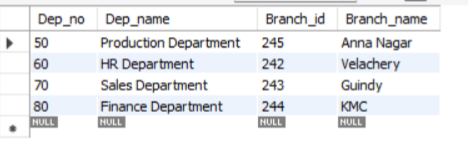 Dep_no Dep_name Branch_id Branch_name
50 Production Department 245 Anna Nagar
60 HR Department 242 Velachery
70 Sales Department 243 Guindy
80 Finance Department 244 KMC
NULL NULL NULL NULL